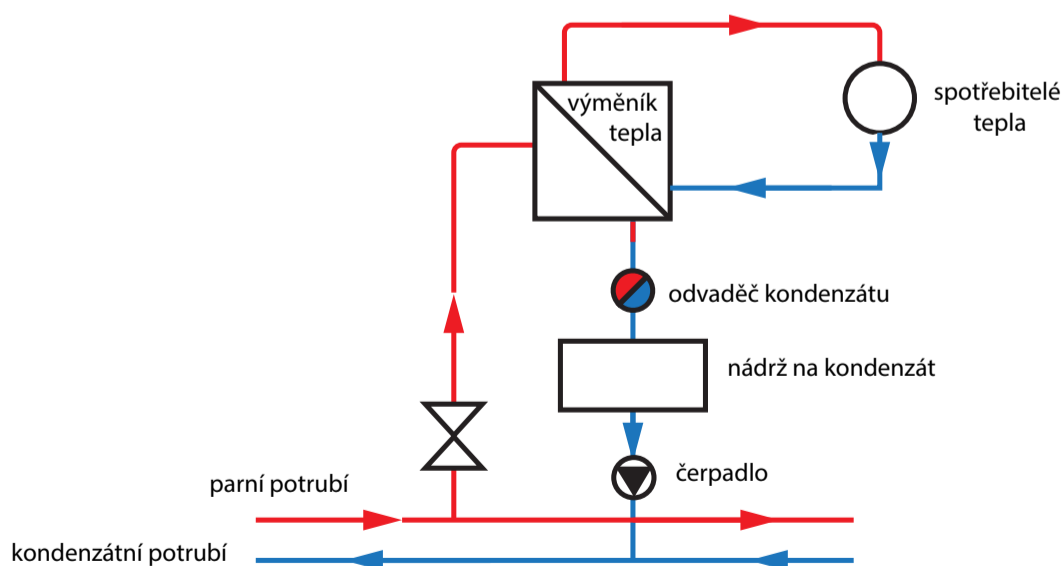 výměník
tepla
spotřebitelé
tepla
odvaděč kondenzátu
nádrž na kondenzát
čerpadlo
parní potrubí
kondenzátní potrubí